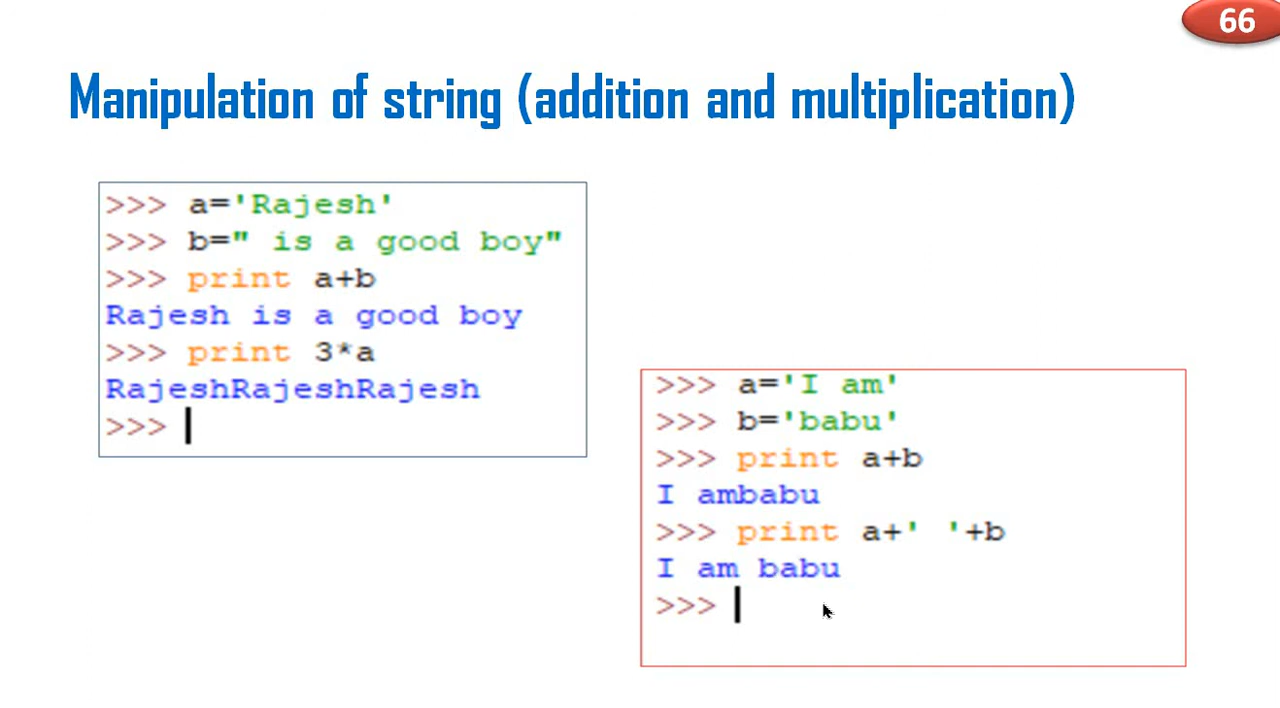 66
Manipulation of string (addition and multiplication)
>>> a='Rajesh'
>>> b=" is a good boy"
>>> print a+b
Rajesh is a good boy
>>> print 3*a
RajeshRajeshRajesh
>>>
>>> a='I am'
>>> b='babu'
>>> print a+b
I ambabu
>>> print a+' '+b
I am babu
>>>